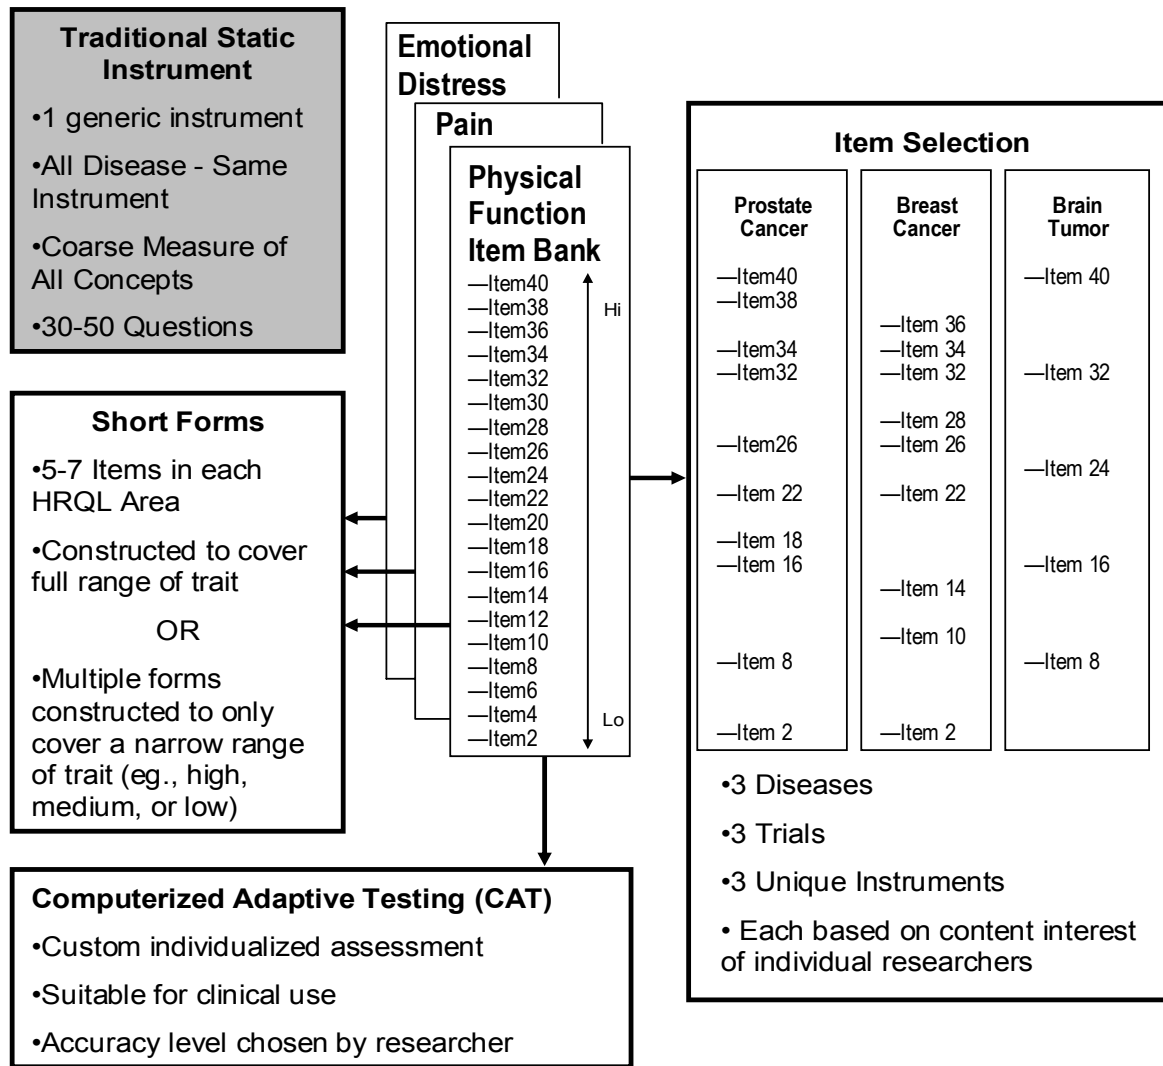 Traditional Static
Instrument
•1 generic instrument
•All Disease - Same
Instrument
•Coarse Measure of
All Concepts
•30-50 Questions
Short Forms
•5-7 Items in each
HRQL Area
•Constructed to cover
full range of trait
OR
•Multiple forms
constructed to only
cover a narrow range
of trait (eg., high,
medium, or low)
Emotional
Distress
Pain
Physical
Function
Item Bank
—Item40
—Item38
—Item36
—Item34
—Item32
—Item30
—Item28
—Item26
—Item24
—Item22
—Item20
—Item18
—Item16
—Item14
—Item12
—Item10
—Item8
—Item6
—Item4
—Item2
Hi
Lo
Item Selection
Prostate
Cancer
—Item40
—Item38
—Item34
—Item32
—Item26
—Item 22
—Item 18
—Item 16
—Item 8
—Item 2
Breast
Cancer
—Item 36
—Item 34
—Item 32
—Item 28
—Item 26
—Item 22
—Item 14
—Item 10
—Item 2
Brain
Tumor
—Item 40
—Item 32
—Item 24
—Item 16
—Item 8
•3 Diseases
•3 Trials
•3 Unique Instruments
• Each based on content interest
of individual researchers
Computerized Adaptive Testing (CAT)
•Custom individualized assessment
•Suitable for clinical use
•Accuracy level chosen by researcher